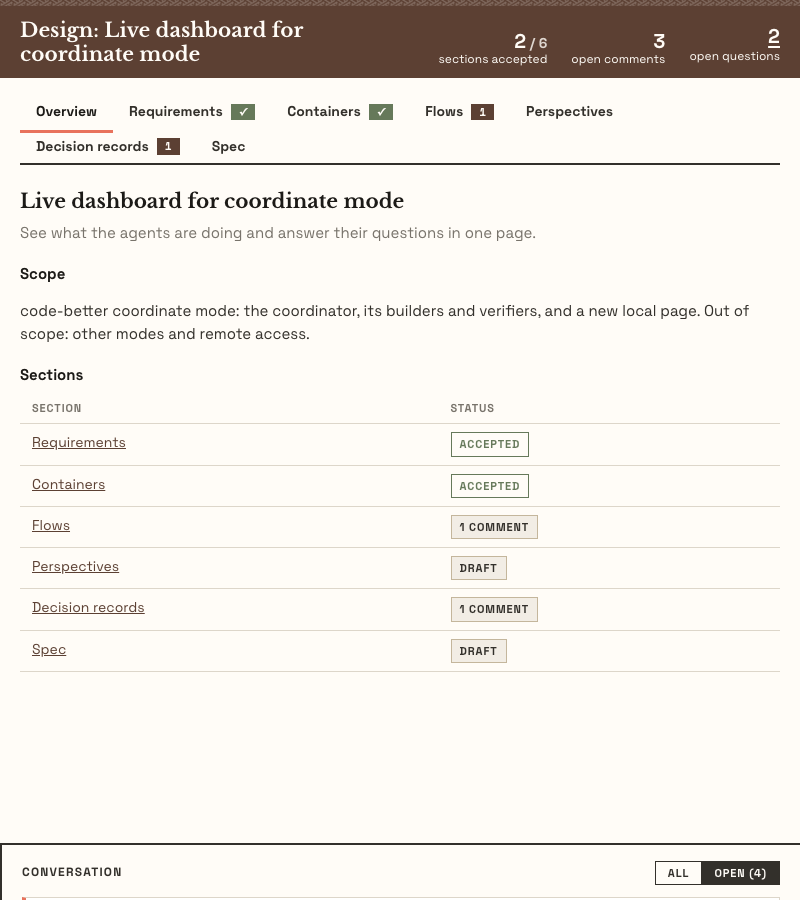 Design: Live dashboard for
coordinate mode
2 / 6
sections accepted
3
open comments
2
open questions
Overview
Requirements ✓
Containers ✓
Flows 1
Perspectives
Decision records 1
Spec
Live dashboard for coordinate mode
See what the agents are doing and answer their questions in one page.
Scope
code-better coordinate mode: the coordinator, its builders and verifiers, and a new local page. Out of
scope: other modes and remote access.
Sections
SECTION STATUS
Requirements ACCEPTED
Containers ACCEPTED
Flows 1 COMMENT
Perspectives DRAFT
Decision records 1 COMMENT
Spec DRAFT
CONVERSATION
ALL OPEN (4)